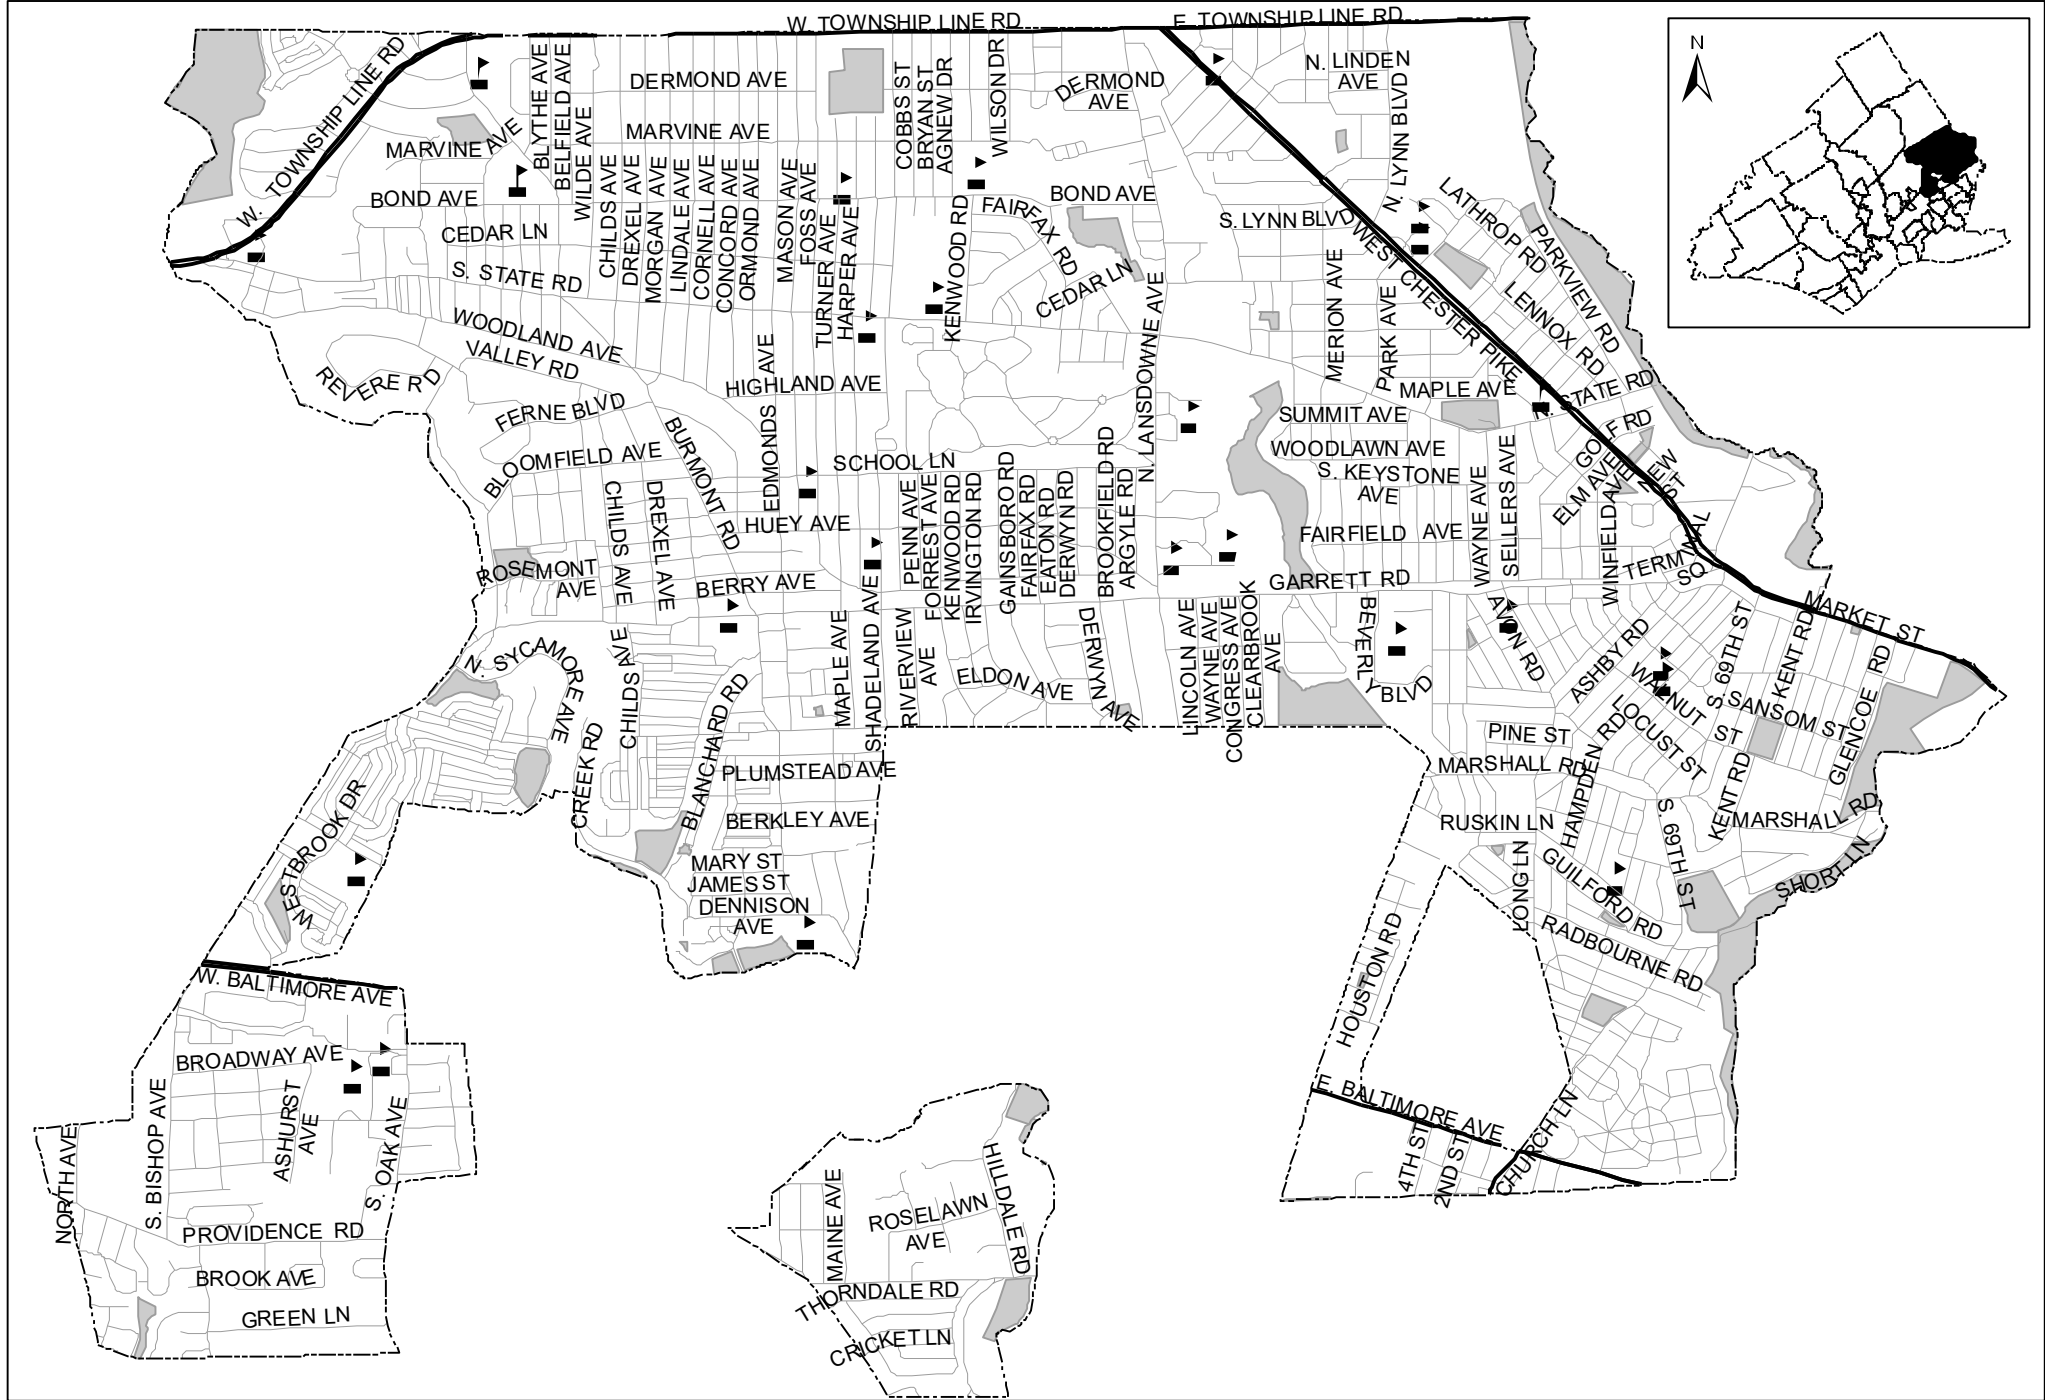 W. TOWNSHIP LINE RD
E. TOWNSHIP LINE RD
N
W. TOWNSHIP LINE RD
BLYTHE AVE
BELFIELD AVE
WILDE AVE
DERMOND AVE
COBBS ST
BRYAN ST
AGNEW DR
WILSON DR
DERMOND
AVE
N. LINDEN
AVE
N. LYNN BLVD
MARVINE AVE
MARVINE AVE
BOND AVE
CEDAR LN
S. STATE RD
CHILDS AVE
DREXEL AVE
MORGAN AVE
LINDALE AVE
CORNELL AVE
CONCORD AVE
ORMOND AVE
MASON AVE
FOSS AVE
TURNER AVE
HARPER AVE
KENWOOD RD
FAIRFAX RD
BOND AVE
CEDAR LN
N. LANSDOWNE AVE
S. LYNN BLVD
WEST CHESTER PIKE
MERION AVE
PARK AVE
LATHROP RD
PARKVIEW RD
LENNOX RD
WOODLAND AVE
VALLEY RD
REVERE RD
FERNE BLVD
BLOOMFIELD AVE
BURMONT RD
EDMONDS AVE
HIGHLAND AVE
SCHOOL LN
HUEY AVE
MAPLE AVE
N. STATE RD
SUMMIT AVE
WOODLAWN AVE
S. KEYSTONE
AVE
GOLF RD
ELM AVE
WINFIELD AVE
NEW
ST
FAIRFIELD AVE
WAYNE AVE
SELLERS AVE
TERMINAL
SQ
GARRETT RD
CHILDS AVE
DREXEL AVE
ROSEMONT
AVE
BERRY AVE
PENN AVE
FORREST AVE
KENWOOD RD
IRVINGTON RD
GAINSBORO RD
FAIRFAX RD
EATON RD
DERWYN RD
BROOKFIELD RD
ARGYLE RD
N. SYCAMORE AVE
CHILDS AVE
CREEK RD
BLANCHARD RD
MAPLE AVE
SHADELAND AVE
RIVERVIEW
AVE
ELDON AVE
DERWYN AVE
LINCOLN AVE
WAYNE AVE
CONGRESS AVE
CLEARBROOK
AVE
BEVERLY BLVD
AVON RD
ASHBY RD
WALNUT
ST
LOCUST ST
S. 69TH ST
KENT RD
SANSOM ST
GLENCOE RD
MARKET ST
PINE ST
MARSHALL RD
HAMPDEN RD
KENT RD
MARSHALL RD
SHORT LN
PLUMSTEAD AVE
BERKLEY AVE
MARY ST
JAMES ST
DENNISON
AVE
WESTBROOK DR
RUSKIN LN
LONG LN
GUILFORD RD
S. 69TH ST
RADBOURNE RD
HOUSTON RD
W. BALTIMORE AVE
BROADWAY AVE
S. BISHOP AVE
ASHURST
AVE
S. OAK AVE
NORTH AVE
PROVIDENCE RD
BROOK AVE
GREEN LN
MAINE AVE
ROSELAWN
AVE
HILLDALE RD
THORNDALE RD
CRICKET LN
E. BALTIMORE AVE
4TH ST
2ND ST
CHURCH LN